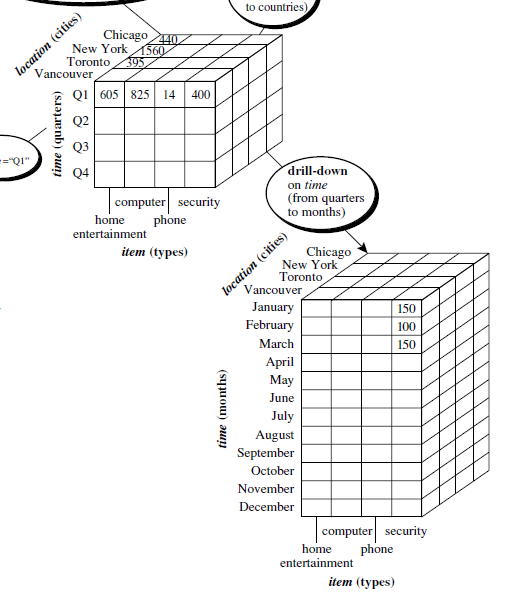 to countries)
location (cities)
Chicago 440
New York 1560
Toronto 395
Vancouver
time (quarters)
Q1 605 825 14 400
Q2
Q3
Q4
="Q1"
computer security
home phone
entertainment
item (types)
drill-down
on time
(from quarters
to months)
location (cities)
Chicago
New York
Toronto
Vancouver
time (months)
January 150
February 100
March 150
April
May
June
July
August
September
October
November
December
computer security
home phone
entertainment
item (types)